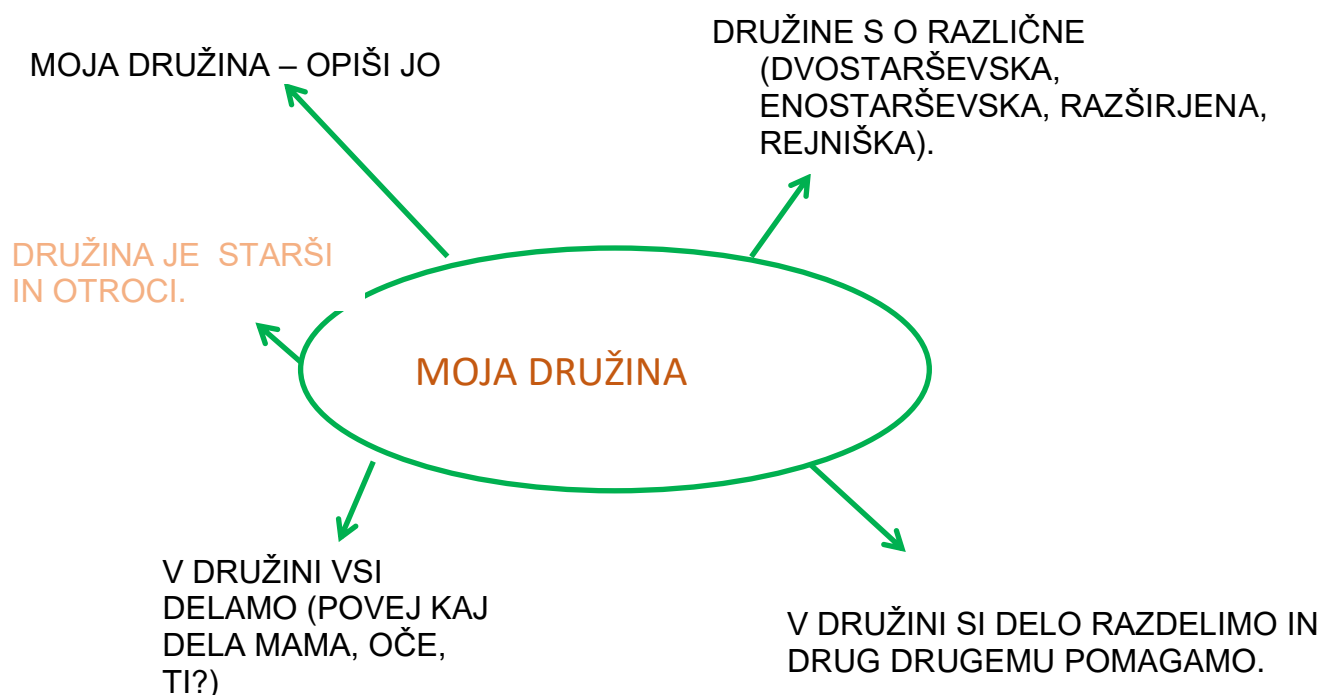 MOJA DRUŽINA – OPIŠI JO
DRUŽINE S O RAZLIČNE
(DVOSTARŠEVSKA,
ENOSTARŠEVSKA, RAZŠIRJENA,
REJNIŠKA).
DRUŽINA JE  STARŠI
IN OTROCI.
MOJA DRUŽINA
V DRUŽINI VSI
DELAMO (POVEJ KAJ
DELA MAMA, OČE,
TI?)
V DRUŽINI SI DELO RAZDELIMO IN
DRUG DRUGEMU POMAGAMO.